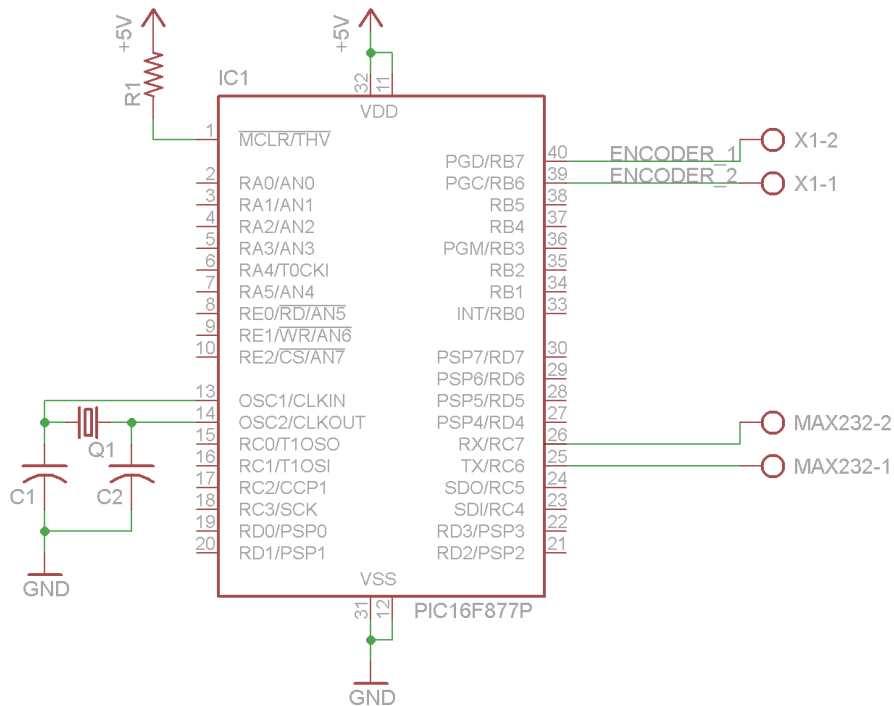 +5V
+5V
R1
IC1
32
11
VDD
1 MCLR/THV
PGD/RB7 40 ENCODER_1 X1-2
2 RA0/AN0 PGC/RB6 39 ENCODER_2 X1-1
3 RA1/AN1 RB5 38
4 RA2/AN2 RB4 37
5 RA3/AN3 PGM/RB3 36
6 RA4/T0CKI RB2 35
7 RA5/AN4 RB1 34
8 RE0/RD/AN5 INT/RB0 33
9 RE1/WR/AN6
10 RE2/CS/AN7 PSP7/RD7 30
PSP6/RD6 29
13 OSC1/CLKIN PSP5/RD5 28
14 OSC2/CLKOUT PSP4/RD4 27 MAX232-2
Q1
15 RC0/T1OSO RX/RC7 26
16 RC1/T1OSI TX/RC6 25 MAX232-1
C1
C2
17 RC2/CCP1 SDO/RC5 24
18 RC3/SCK SDI/RC4 23
19 RD0/PSP0 RD3/PSP3 22
20 RD1/PSP1 RD2/PSP2 21
GND
VSS
31
12
PIC16F877P
GND